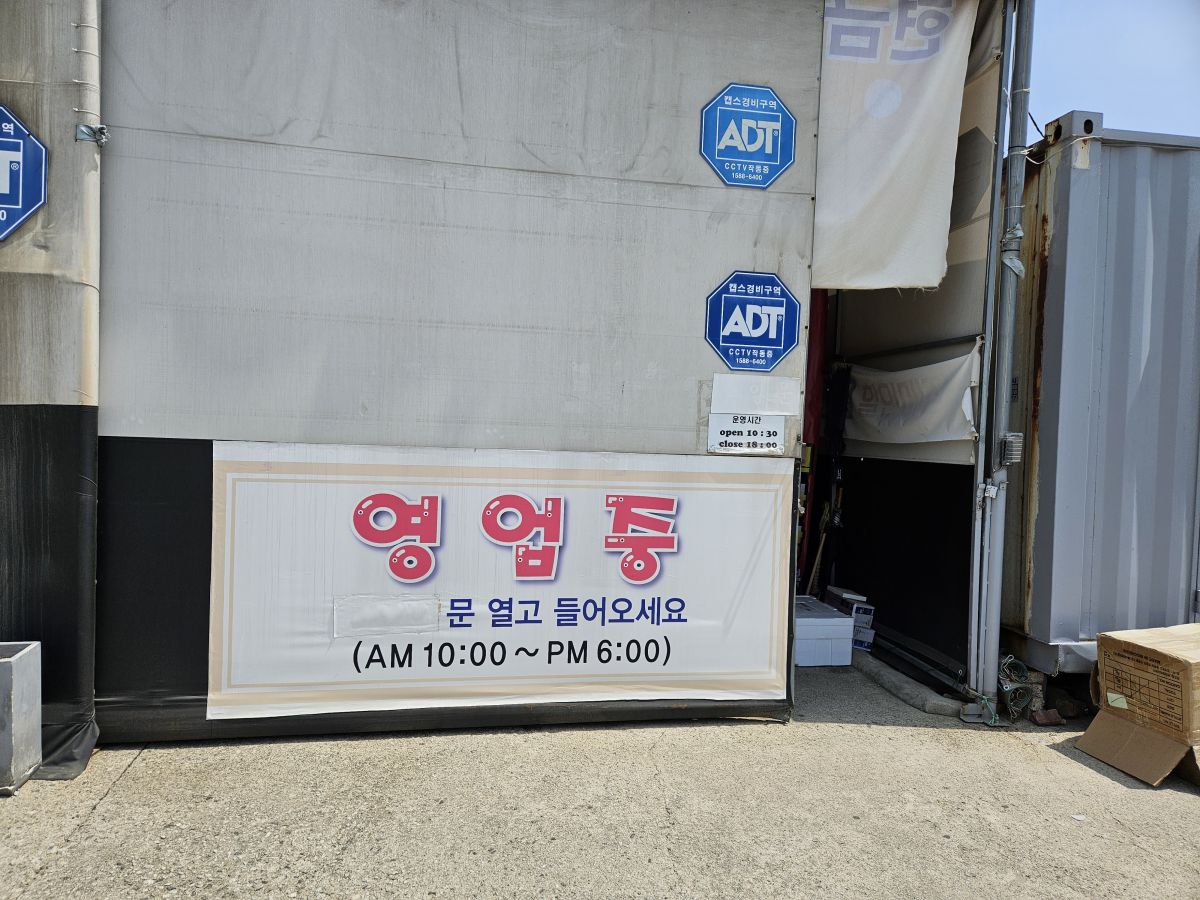 역
캡스경비구역
ADT®
CCTV작동중
1588-6400
캡스경비구역
ADT®
CCTV작동중
1588-6400
운영시간
open 10 : 30
close 18 : 00
영업중
문 열고 들어오세요
(AM 10:00 ~ PM 6:00)